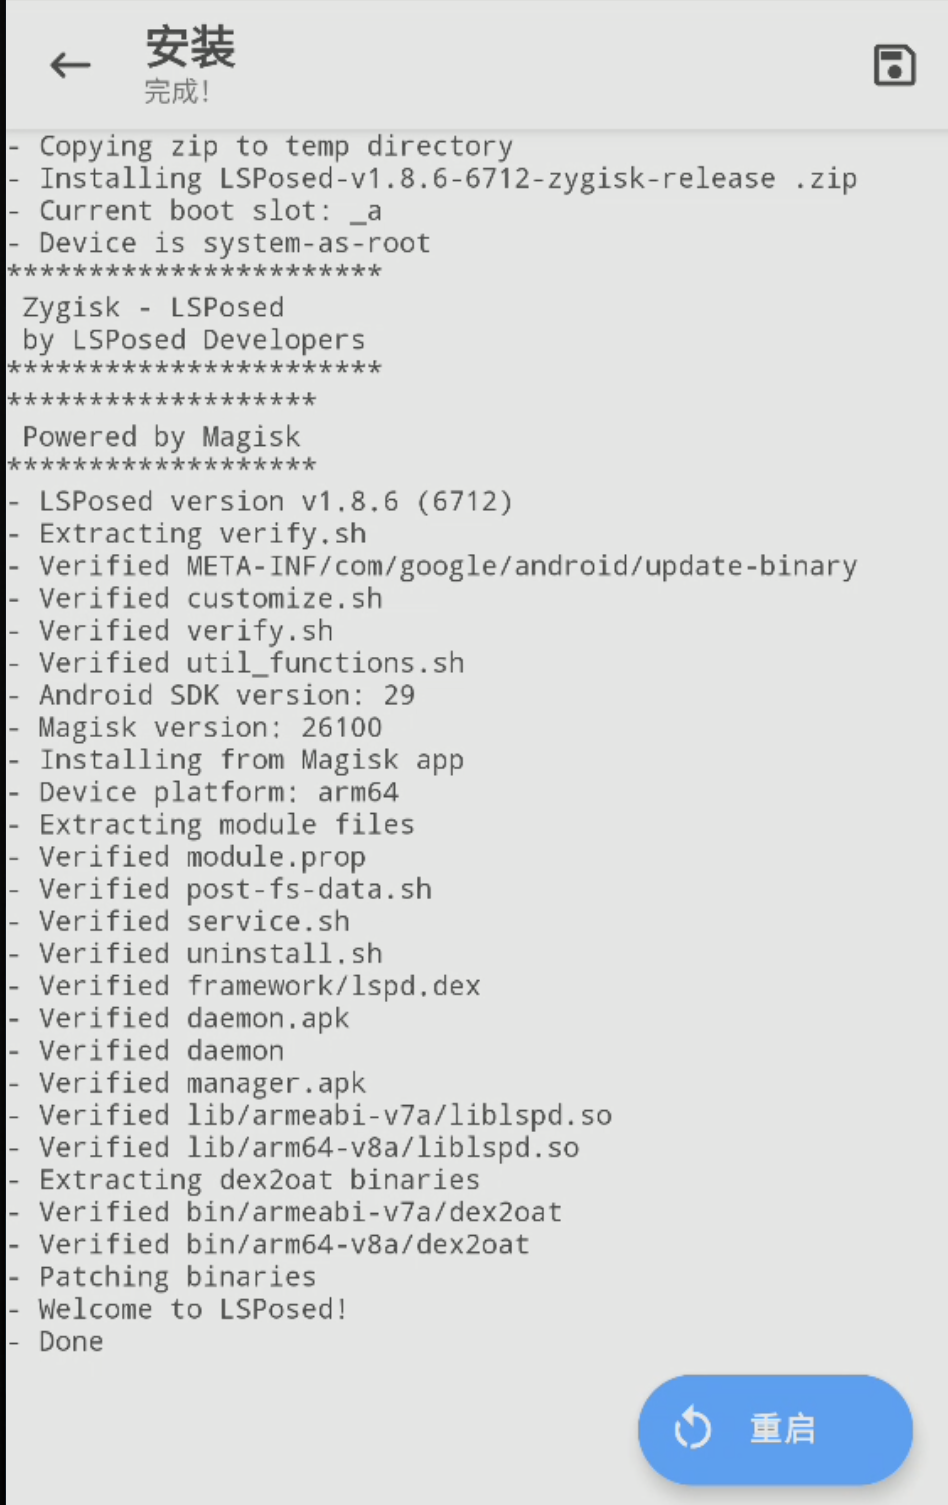 安装
完成!
- Copying zip to temp directory
- Installing LSPosed-v1.8.6-6712-zygisk-release .zip
- Current boot slot: _a
- Device is system-as-root
***********************
Zygisk - LSPosed
by LSPosed Developers
***********************
*******************
Powered by Magisk
*******************
- LSPosed version v1.8.6 (6712)
- Extracting verify.sh
- Verified META-INF/com/google/android/update-binary
- Verified customize.sh
- Verified verify.sh
- Verified util_functions.sh
- Android SDK version: 29
- Magisk version: 26100
- Installing from Magisk app
- Device platform: arm64
- Extracting module files
- Verified module.prop
- Verified post-fs-data.sh
- Verified service.sh
- Verified uninstall.sh
- Verified framework/lspd.dex
- Verified daemon.apk
- Verified daemon
- Verified manager.apk
- Verified lib/armeabi-v7a/liblspd.so
- Verified lib/arm64-v8a/liblspd.so
- Extracting dex2oat binaries
- Verified bin/armeabi-v7a/dex2oat
- Verified bin/arm64-v8a/dex2oat
- Patching binaries
- Welcome to LSPosed!
- Done
重启